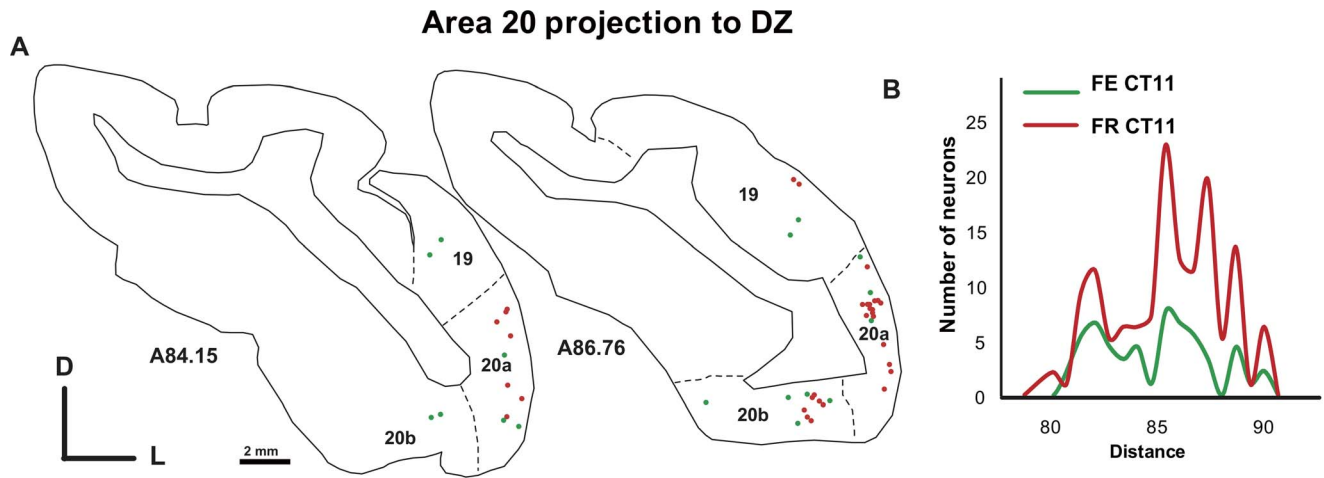 Area 20 projection to DZ
A
B
19
20a
20b
A84.15
D
L
2 mm
19
20a
20b
A86.76
FE CT11
FR CT11
Number of neurons
25
20
15
10
5
0
80 85 90
Distance